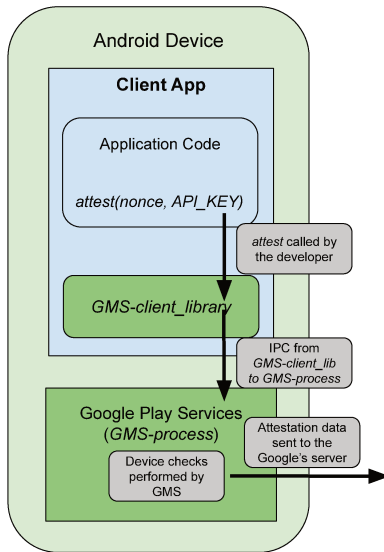 Android Device
Client App
Application Code
attest(nonce, API_KEY)
attest called by
the developer
GMS-client_library
IPC from
GMS-client_lib
to GMS-process
Google Play Services
(GMS-process)
Attestation data
sent to the
Google's server
Device checks
performed by
GMS